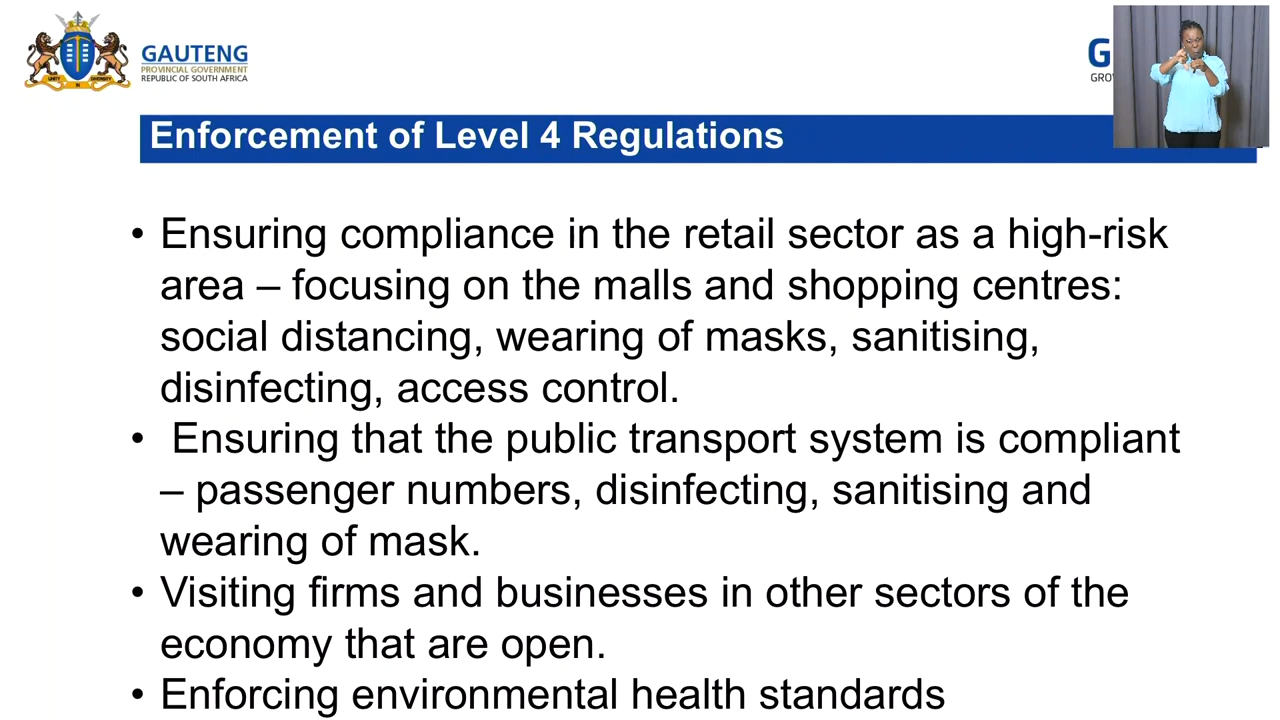 GAUTENG
PROVINCIAL GOVERNMENT
REPUBLIC OF SOUTH AFRICA
UNITY IN DIVERSITY
Enforcement of Level 4 Regulations
• Ensuring compliance in the retail sector as a high-risk
area – focusing on the malls and shopping centres:
social distancing, wearing of masks, sanitising,
disinfecting, access control.
• Ensuring that the public transport system is compliant
– passenger numbers, disinfecting, sanitising and
wearing of mask.
• Visiting firms and businesses in other sectors of the
economy that are open.
• Enforcing environmental health standards